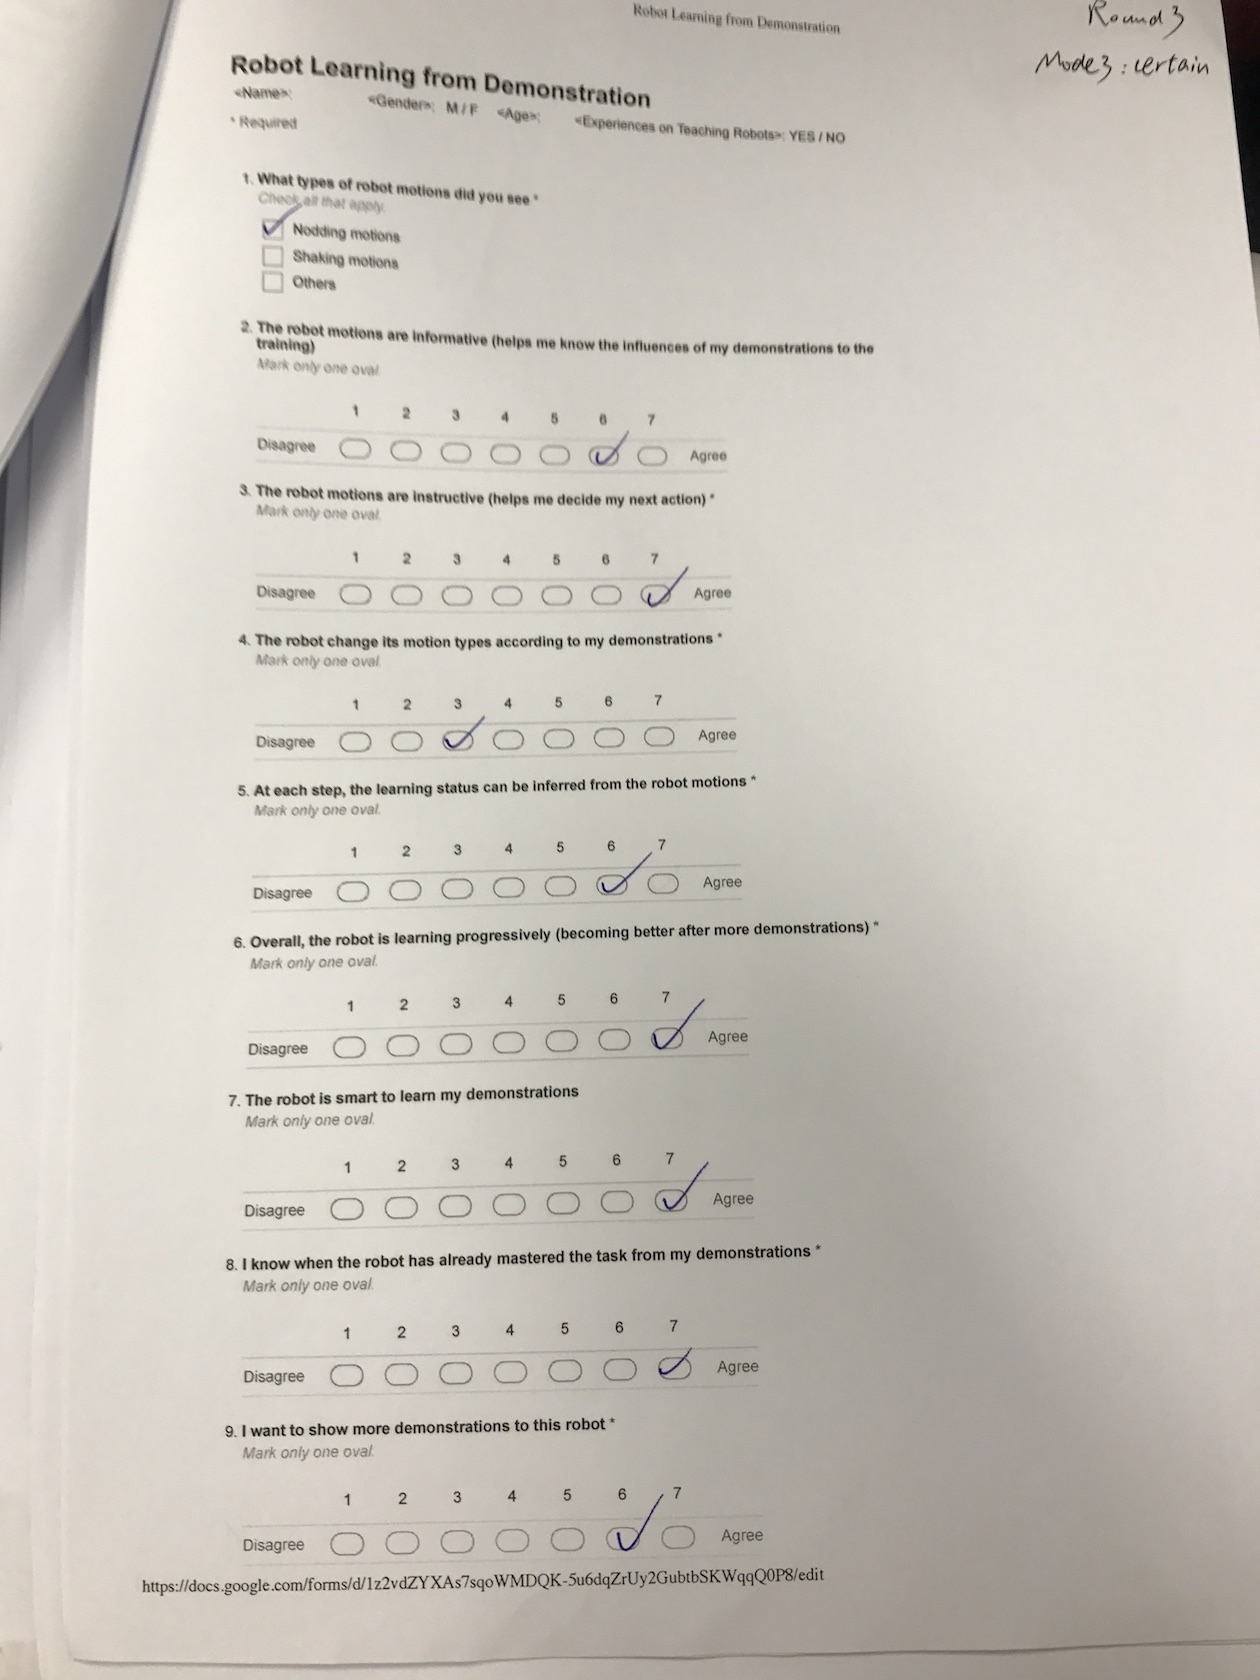 Robot Learning from Demonstration
Round 3
Mode 3 : certain
Robot Learning from Demonstration
<Name>: <Gender>: M / F <Age>: <Experiences on Teaching Robots>: YES / NO
* Required
1. What types of robot motions did you see *
Check all that apply.
Nodding motions
Shaking motions
Others
2. The robot motions are informative (helps me know the influences of my demonstrations to the
training)
Mark only one oval.
1 2 3 4 5 6 7
Disagree Agree
3. The robot motions are instructive (helps me decide my next action) *
Mark only one oval.
1 2 3 4 5 6 7
Disagree Agree
4. The robot change its motion types according to my demonstrations *
Mark only one oval.
1 2 3 4 5 6 7
Disagree Agree
5. At each step, the learning status can be inferred from the robot motions *
Mark only one oval.
1 2 3 4 5 6 7
Disagree Agree
6. Overall, the robot is learning progressively (becoming better after more demonstrations) *
Mark only one oval.
1 2 3 4 5 6 7
Disagree Agree
7. The robot is smart to learn my demonstrations
Mark only one oval.
1 2 3 4 5 6 7
Disagree Agree
8. I know when the robot has already mastered the task from my demonstrations *
Mark only one oval.
1 2 3 4 5 6 7
Disagree Agree
9. I want to show more demonstrations to this robot *
Mark only one oval.
1 2 3 4 5 6 7
Disagree Agree
https://docs.google.com/forms/d/1z2vdZYXAs7sqoWMDQK-5u6dqZrUy2GubtbSKWqqQ0P8/edit